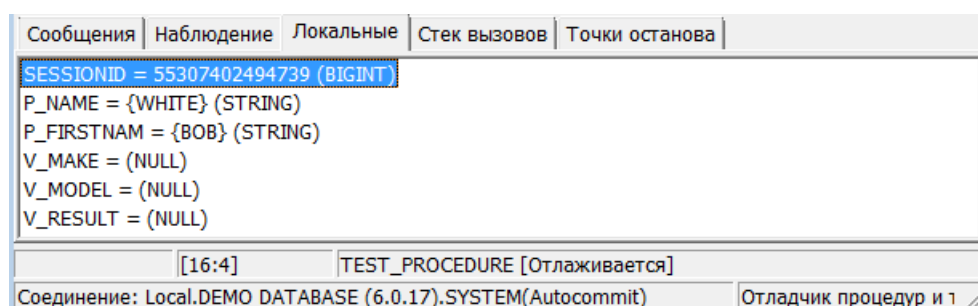 Сообщения Наблюдение Локальные Стек вызовов Точки останова
SESSIONID = 55307402494739 (BIGINT)
P_NAME = {WHITE} (STRING)
P_FIRSTNAM = {BOB} (STRING)
V_MAKE = (NULL)
V_MODEL = (NULL)
V_RESULT = (NULL)
[16:4] TEST_PROCEDURE [Отлаживается]
Соединение: Local.DEMO DATABASE (6.0.17).SYSTEM(Autocommit) Отладчик процедур и